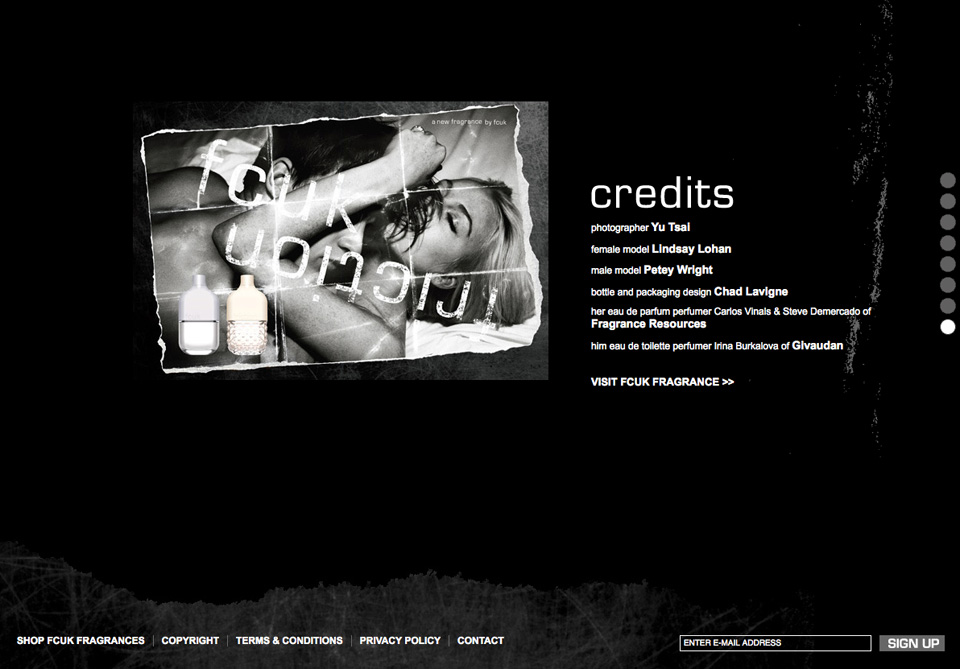 a new fragrance by fcuk
fcuk
friction
credits
photographer Yu Tsai
female model Lindsay Lohan
male model Petey Wright
bottle and packaging design Chad Lavigne
her eau de parfum perfumer Carlos Vinals & Steve Demercado of
Fragrance Resources
him eau de toilette perfumer Irina Burkalova of Givaudan
VISIT FCUK FRAGRANCE >>
SHOP FCUK FRAGRANCES | COPYRIGHT | TERMS & CONDITIONS | PRIVACY POLICY | CONTACT
ENTER E-MAIL ADDRESS SIGN UP